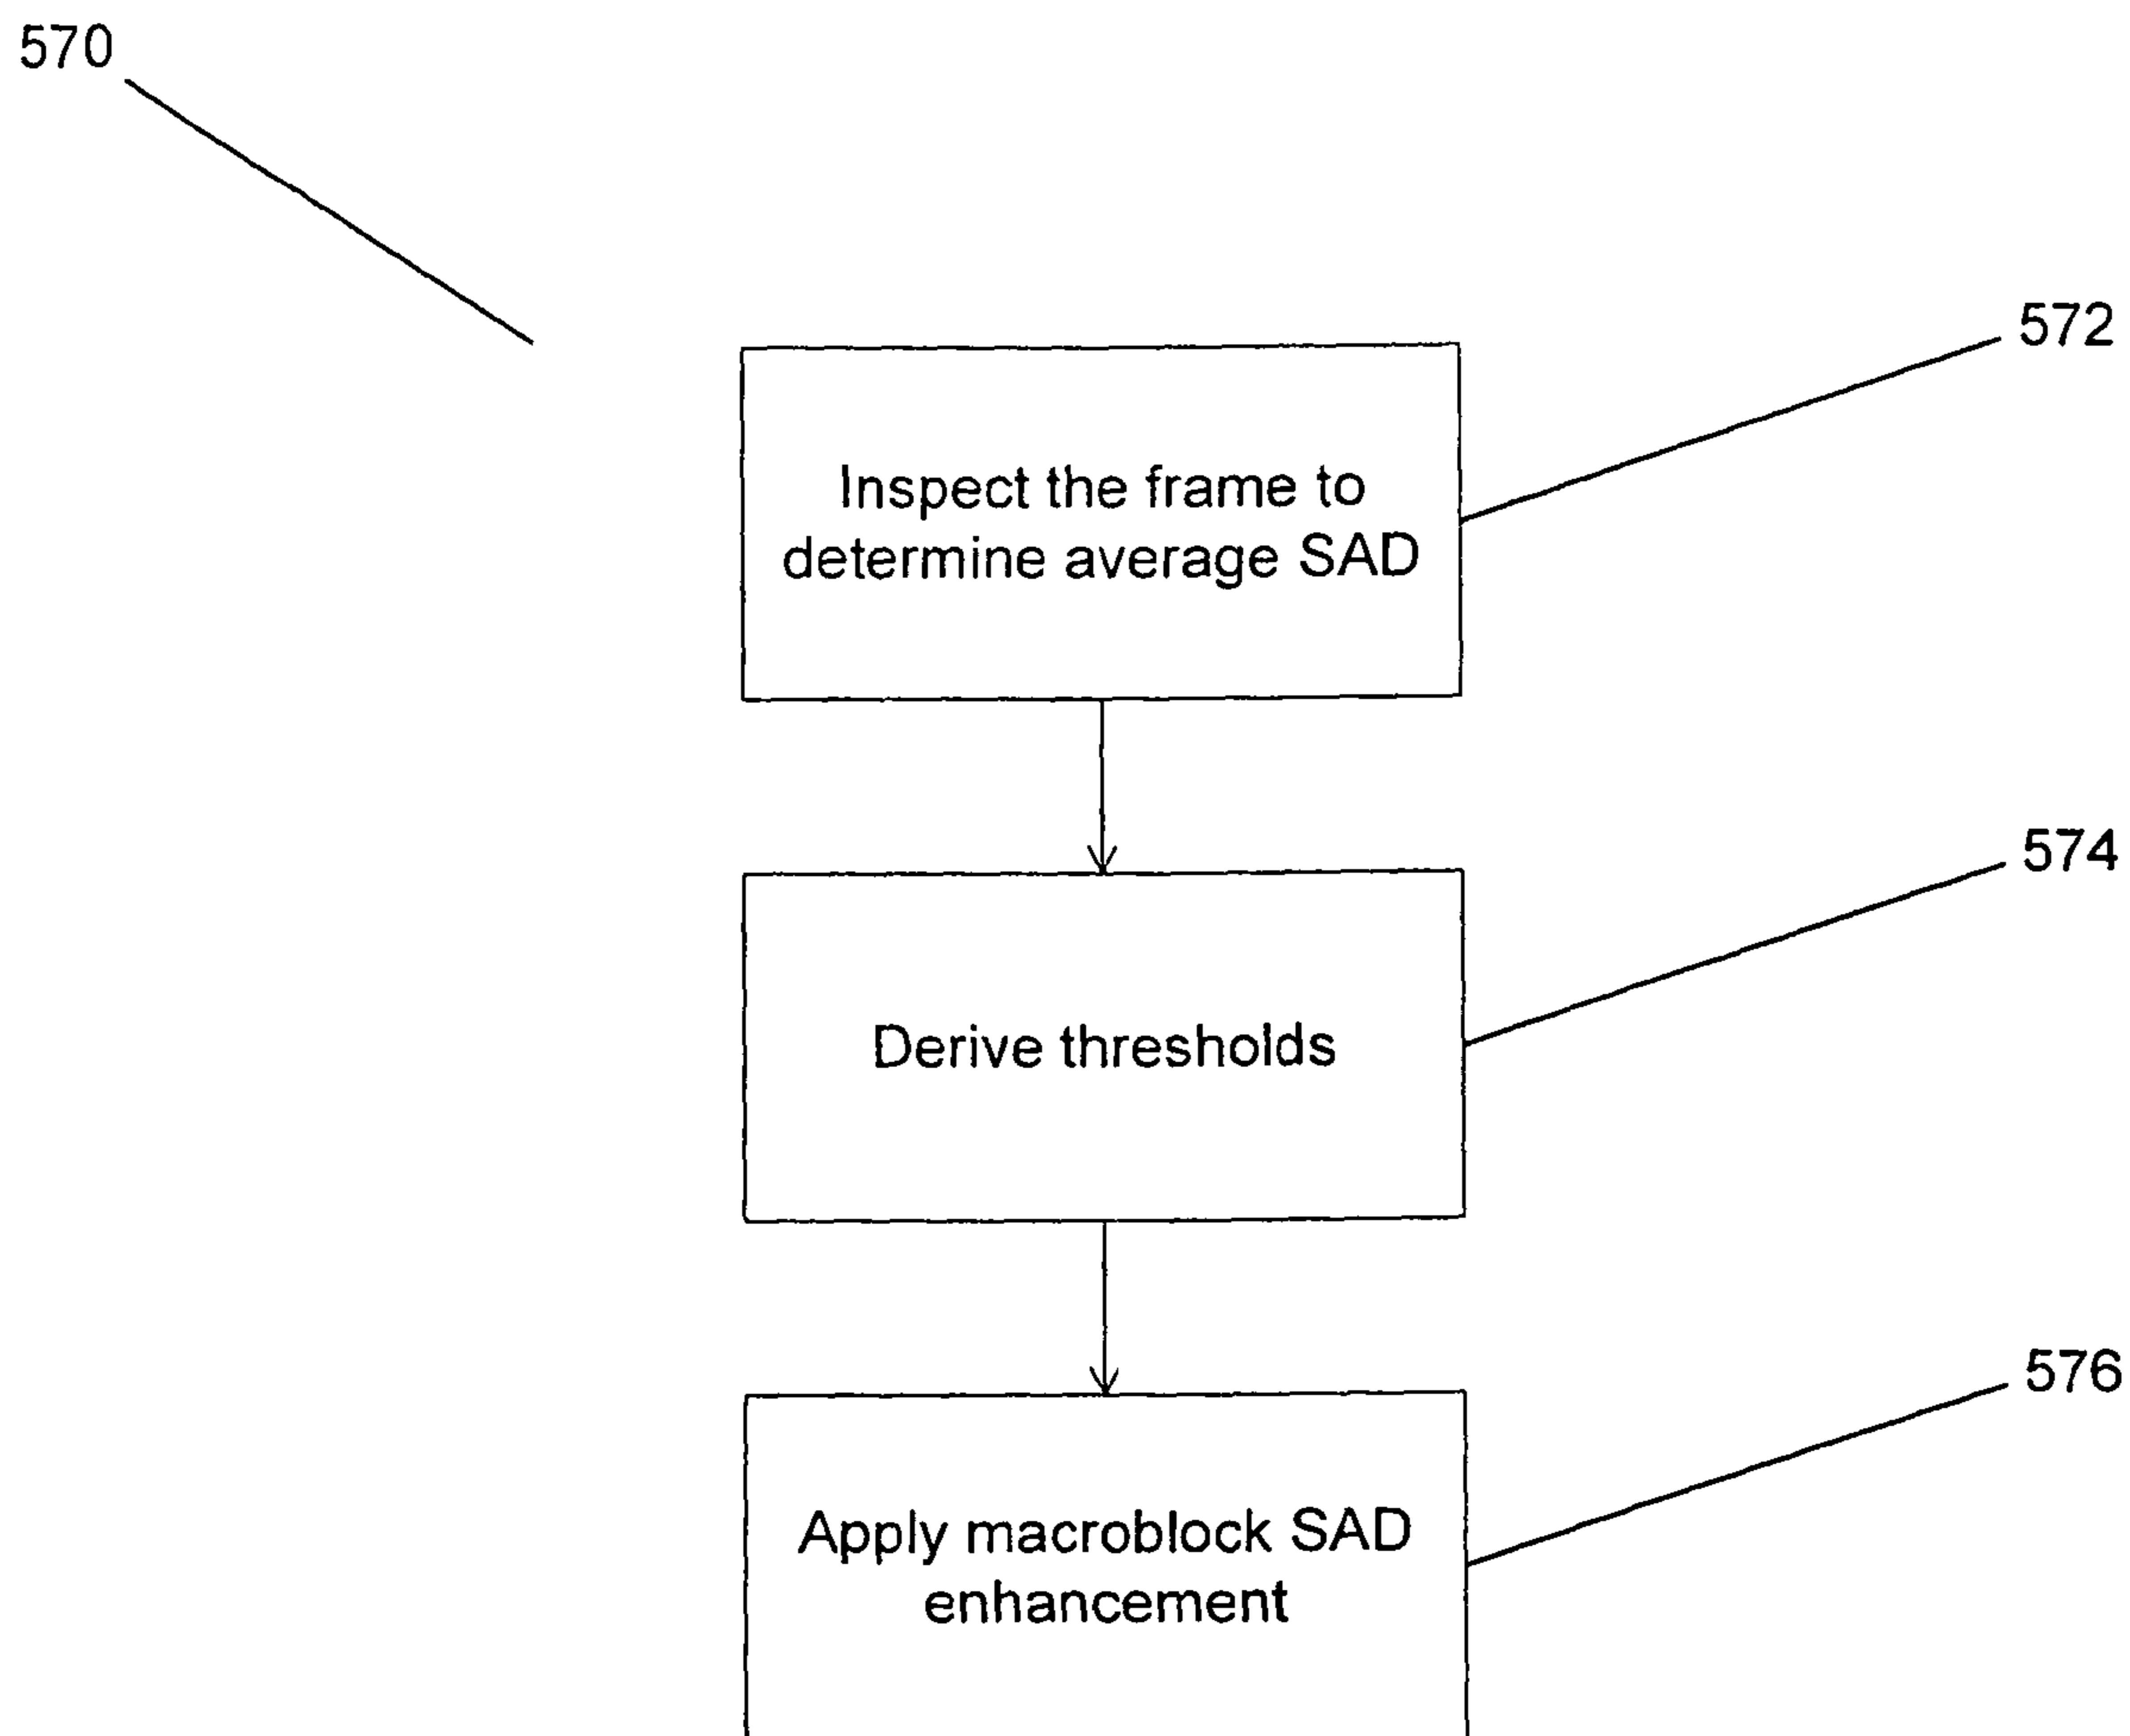 570
572
Inspect the frame to
determine average SAD
574
Derive thresholds
576
Apply macroblock SAD
enhancement